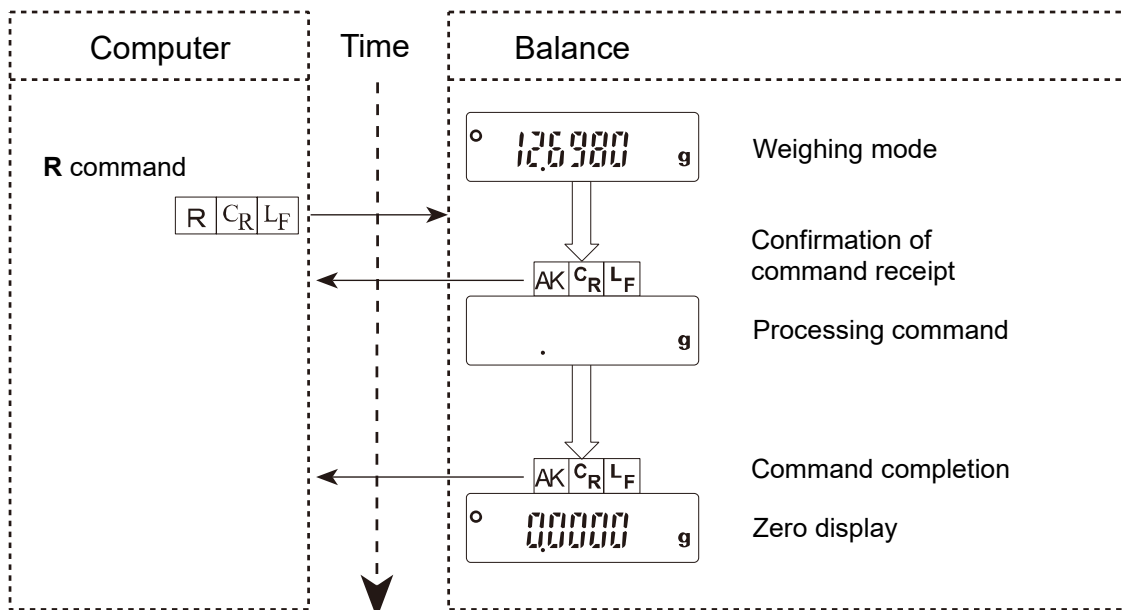 Computer Time Balance
12.6980 g Weighing mode
R command
R CR LF
Confirmation of
command receipt
AK CR LF
. g Processing command
AK CR LF Command completion
0.0000 g Zero display